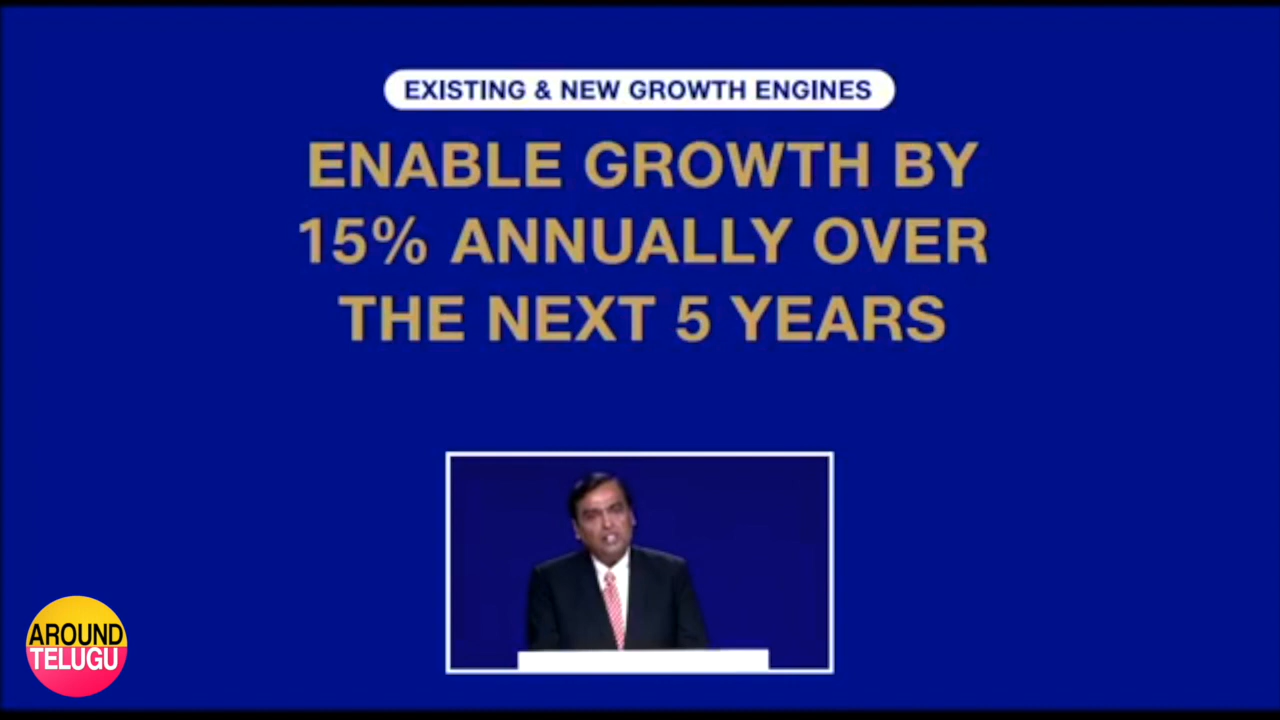 EXISTING & NEW GROWTH ENGINES
ENABLE GROWTH BY
15% ANNUALLY OVER
THE NEXT 5 YEARS
AROUND
TELUGU